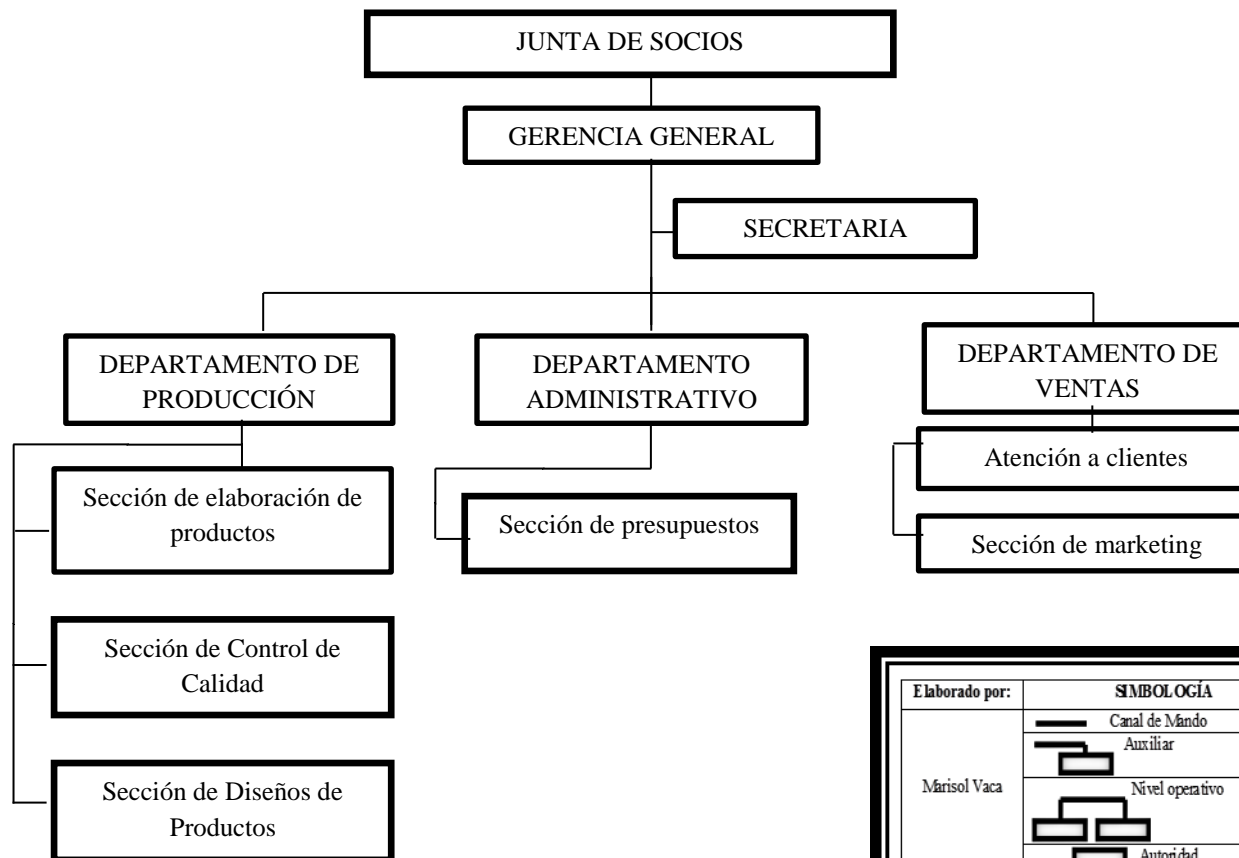 JUNTA DE SOCIOS
GERENCIA GENERAL
SECRETARIA
DEPARTAMENTO DE
PRODUCCIÓN
DEPARTAMENTO
ADMINISTRATIVO
DEPARTAMENTO DE
VENTAS
Sección de elaboración de
productos
Sección de Control de
Calidad
Sección de Diseños de
Productos
Sección de presupuestos
Atención a clientes
Sección de marketing
Elaborado por:
SIMBOLOGÍA
Marisol Vaca
Canal de Mando
Auxiliar
Nivel operativo
Autoridad